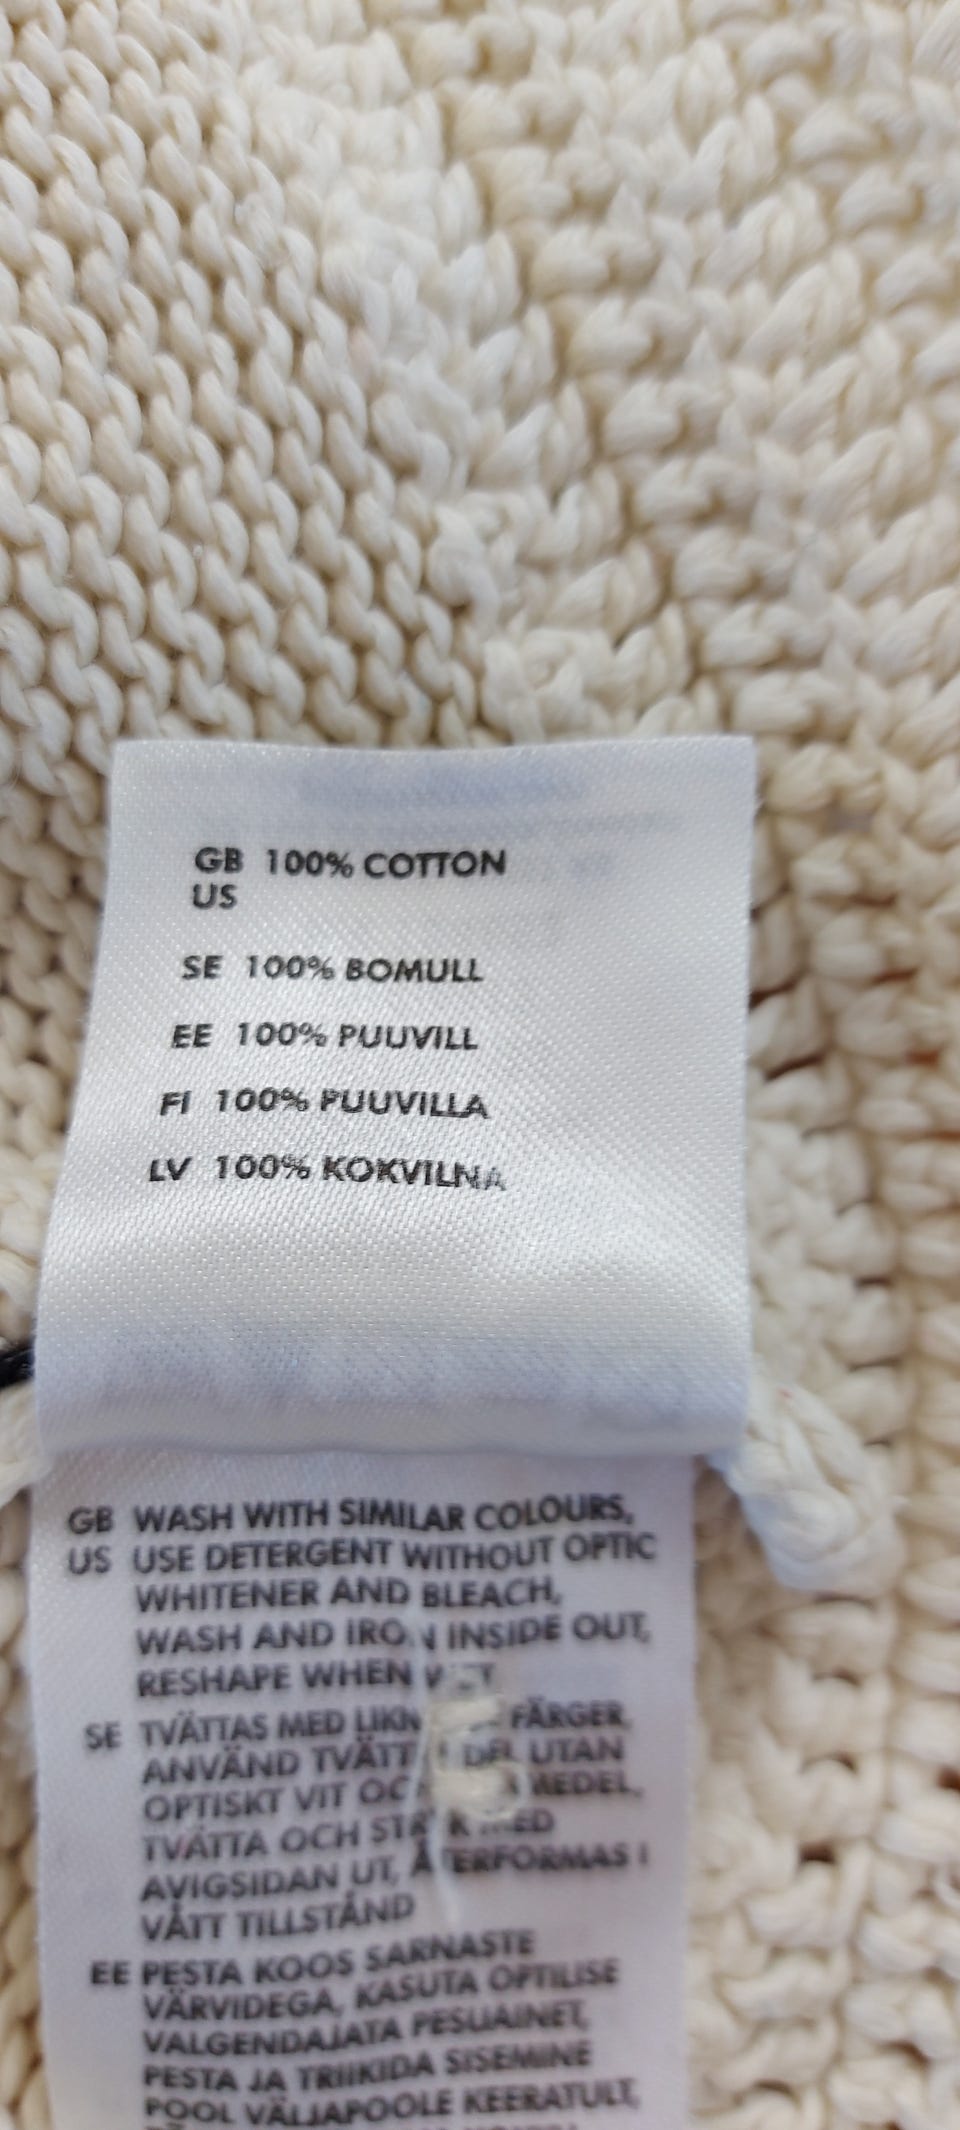 GB 100% COTTON
US
SE 100% BOMULL
EE 100% PUUVILL
FI 100% PUUVILLA
LV 100% KOKVILNA
GB WASH WITH SIMILAR COLOURS,
US USE DETERGENT WITHOUT OPTIC
WHITENER AND BLEACH,
WASH AND IRON INSIDE OUT,
RESHAPE WHEN WET
SE TVÄTTAS MED FÄRGER,
ANVÄND UTAN
OPTISKT VIT
TVÄTTA OCH MED
AVIGSIDAN UT, ÅTERFORMAS I
VÅTT TILLSTÅND
EE PESTA KOOS SARNASTE
VÄRVIDEGA, KASUTA OPTILISE
VALGENDAJATA PESUAINET,
PESTA JA TRIIKIDA SISEMINE
POOL VÄLJAPOOLE KEERATULT,